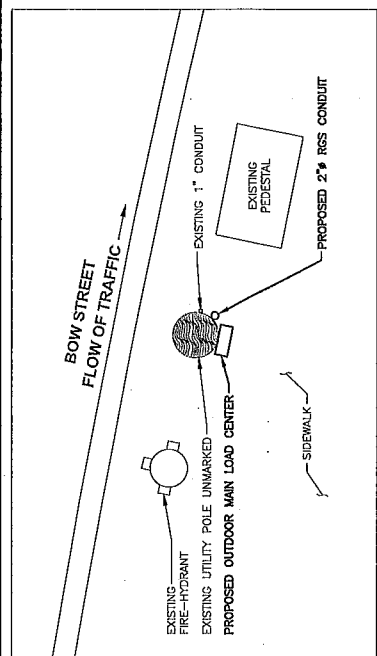 BOW STREET
FLOW OF TRAFFIC
EXISTING 1" CONDUIT
EXISTING
PEDESTAL
PROPOSED 2"Ø RGS CONDUIT
EXISTING
FIRE-HYDRANT
EXISTING UTILITY POLE UNMARKED
PROPOSED OUTDOOR MAIN LOAD CENTER
SIDEWALK